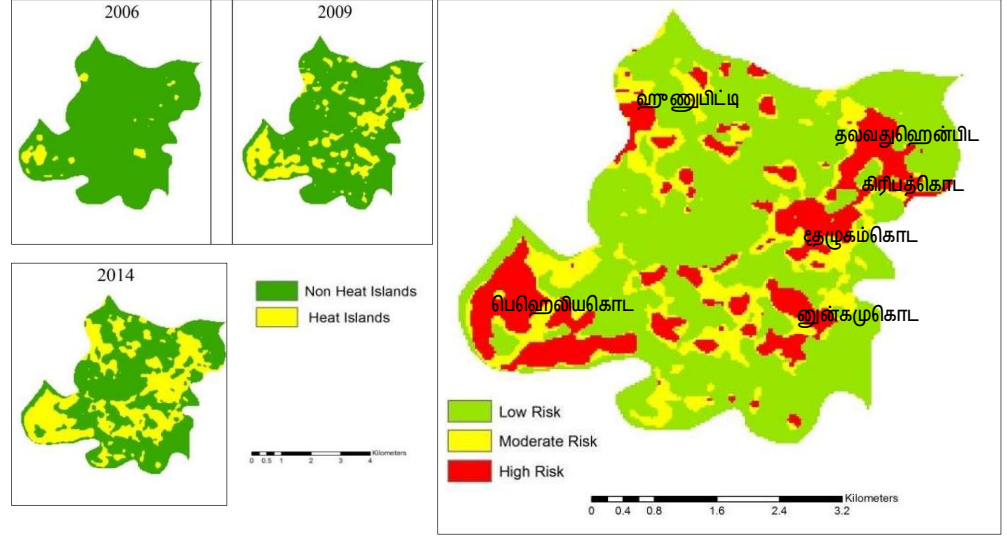 2006
2009
2014
Non Heat Islands
Heat Islands
Kilometers
0 0.5 1 2 3 4
ஹுணுபிட்டி
தலவதுஹென்பிட
கிரிபத்கொட
தேழுகம்கொட
பெஹெலியகொட
னுன்கமுகொட
Low Risk
Moderate Risk
High Risk
Kilometers
0 0.4 0.8 1.6 2.4 3.2